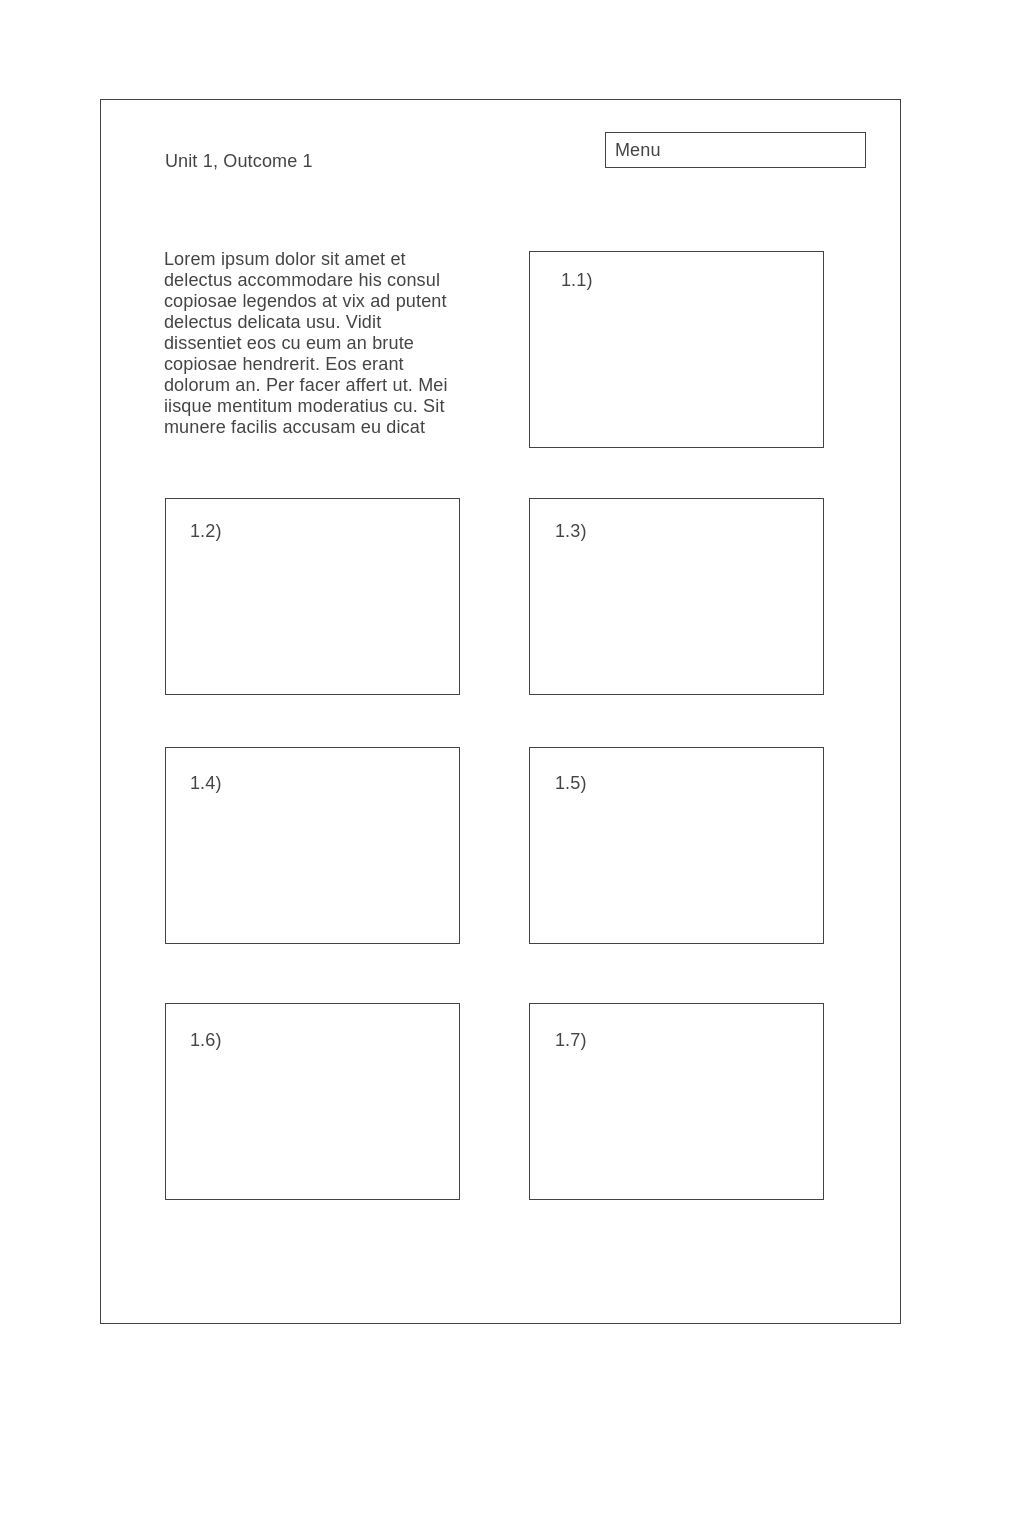 Unit 1, Outcome 1
Menu
Lorem ipsum dolor sit amet et
delectus accommodare his consul
copiosae legendos at vix ad putent
delectus delicata usu. Vidit
dissentiet eos cu eum an brute
copiosae hendrerit. Eos erant
dolorum an. Per facer affert ut. Mei
iisque mentitum moderatius cu. Sit
munere facilis accusam eu dicat
1.1)
1.2)
1.3)
1.4)
1.5)
1.6)
1.7)